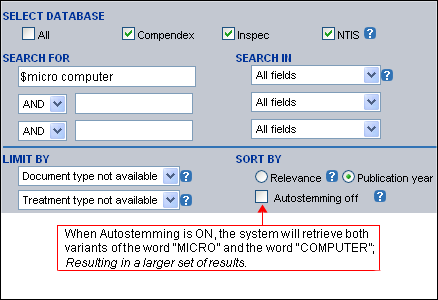 SELECT DATABASE
All Compendex Inspec NTIS ?
SEARCH FOR SEARCH IN
$micro computer All fields ?
AND All fields
AND All fields
LIMIT BY SORT BY
Document type not available ? Relevance ? Publication year
Treatment type not available ? Autostemming off ?
When Autostemming is ON, the system will retrieve both
variants of the word "MICRO" and the word "COMPUTER";
Resulting in a larger set of results.